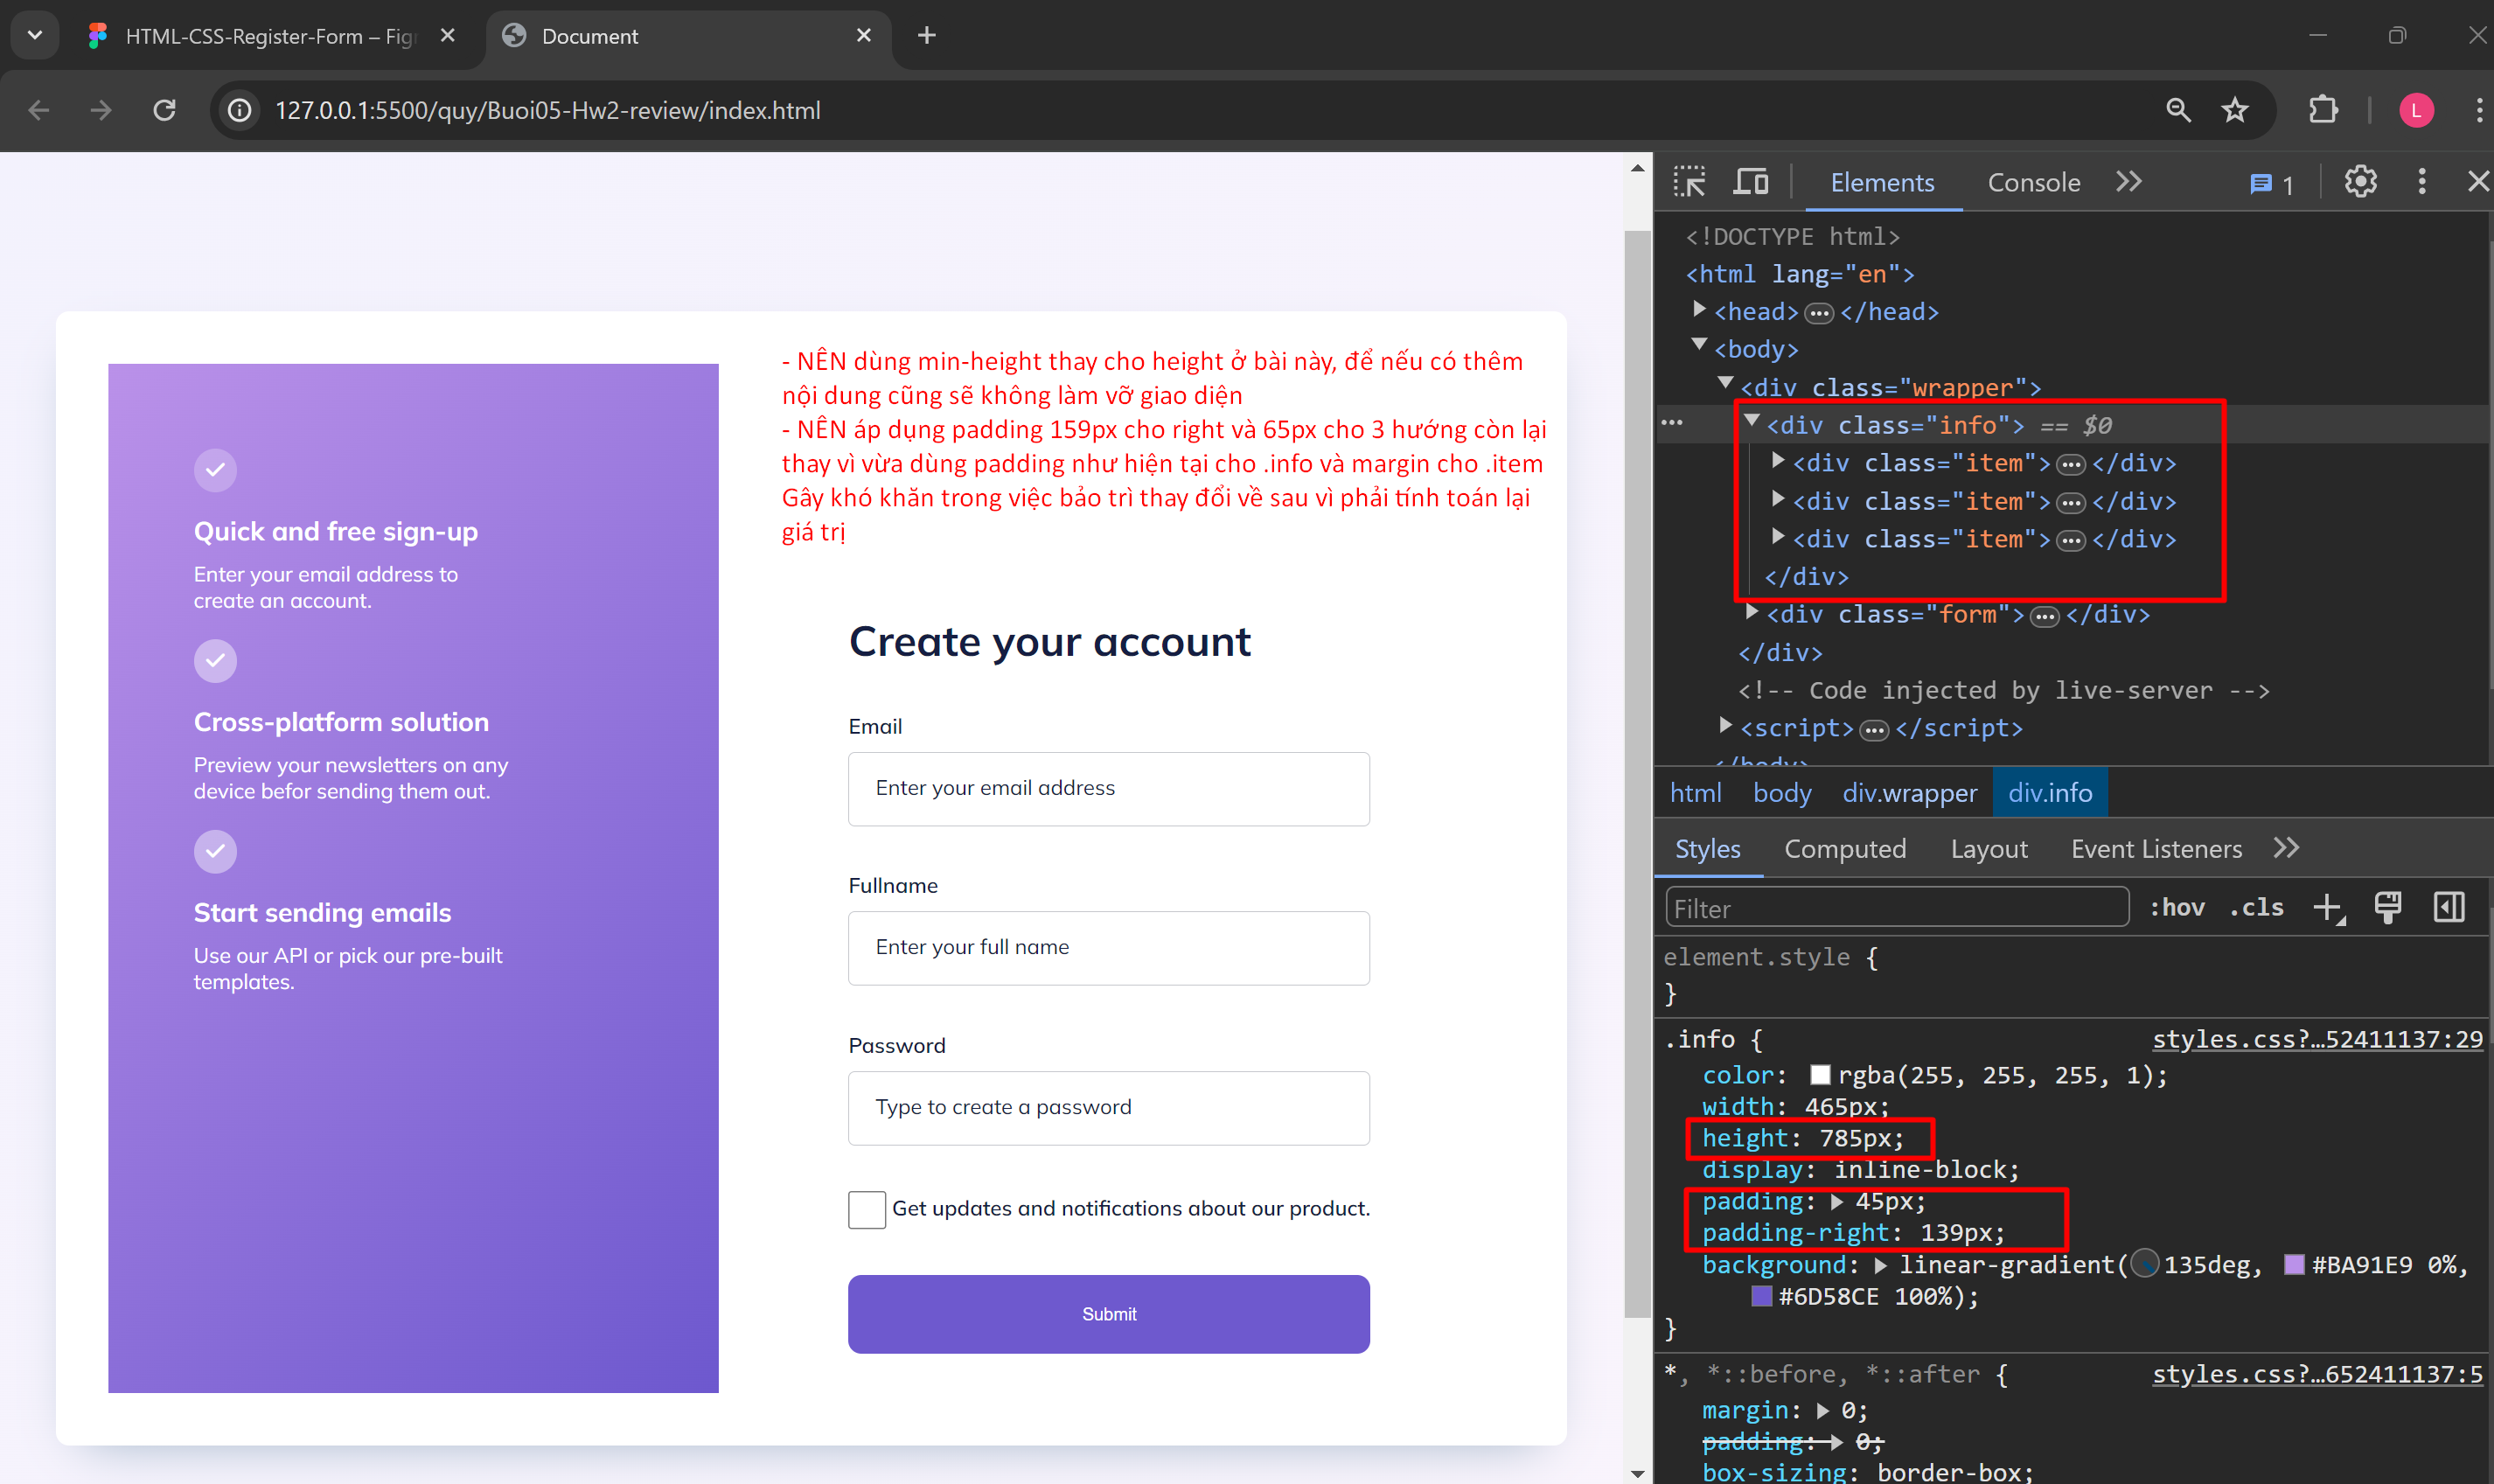 HTML-CSS-Register-Form – Fig
Document
127.0.0.1:5500/quy/Buoi05-Hw2-review/index.html
L
- NÊN dùng min-height thay cho height ở bài này, để nếu có thêm
nội dung cũng sẽ không làm vỡ giao diện
- NÊN áp dụng padding 159px cho right và 65px cho 3 hướng còn lại
thay vì vừa dùng padding như hiện tại cho .info và margin cho .item
Gây khó khăn trong việc bảo trì thay đổi về sau vì phải tính toán lại
giá trị
Quick and free sign-up
Enter your email address to
create an account.
Cross-platform solution
Preview your newsletters on any
device befor sending them out.
Start sending emails
Use our API or pick our pre-built
templates.
Create your account
Email
Enter your email address
Fullname
Enter your full name
Password
Type to create a password
Get updates and notifications about our product.
Submit
Elements Console 1
<!DOCTYPE html>
<html lang="en">
<head> … </head>
<body>
<div class="wrapper">
… <div class="info"> == $0
<div class="item"> … </div>
<div class="item"> … </div>
<div class="item"> … </div>
</div>
<div class="form"> … </div>
</div>
<!-- Code injected by live-server -->
<script> … </script>
</body>
html body div.wrapper div.info
Styles Computed Layout Event Listeners
Filter :hov .cls
element.style {
}
.info { styles.css?…52411137:29
color: rgba(255, 255, 255, 1);
width: 465px;
height: 785px;
display: inline-block;
padding: 45px;
padding-right: 139px;
background: linear-gradient( 135deg, #BA91E9 0%,
#6D58CE 100%);
}
*, *::before, *::after { styles.css?…652411137:5
margin: 0;
padding: 0;
box-sizing: border-box;